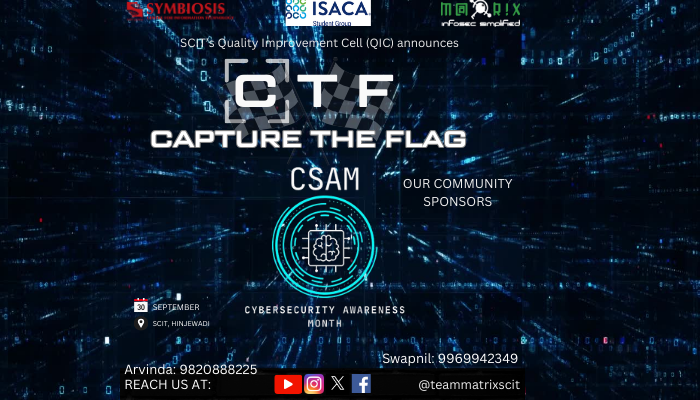 SYMBIOSIS
ISACA
Student Group
MATRIX
infosec simplified
SCIT's Quality Improvement Cell (QIC) announces
CTF
CAPTURE THE FLAG
CSAM
OUR COMMUNITY
SPONSORS
CYBERSECURITY AWARENESS
MONTH
30 SEPTEMBER
SCIT, HINJEWADI
Swapnil: 9969942349
Arvinda: 9820888225
REACH US AT:
@teammatrixscit